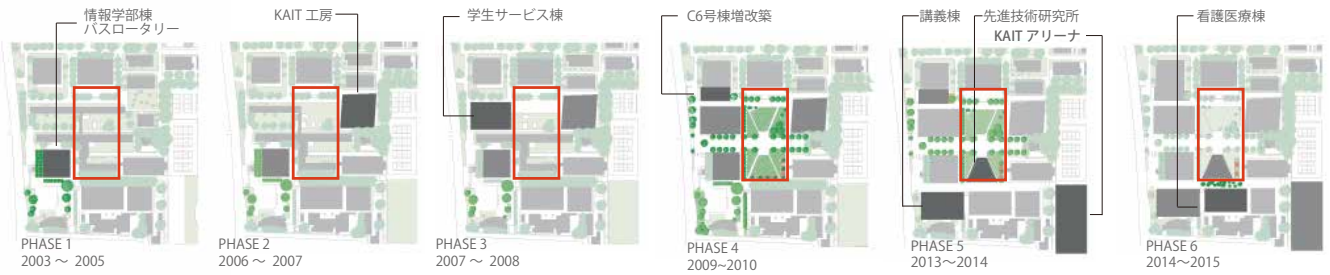 情報学部棟
バスロータリー
KAIT 工房
学生サービス棟
C6号棟増改築
講義棟
先進技術研究所
KAIT アリーナ
看護医療棟
PHASE 1
2003 ～ 2005
PHASE 2
2006 ～ 2007
PHASE 3
2007 ～ 2008
PHASE 4
2009~2010
PHASE 5
2013~2014
PHASE 6
2014~2015